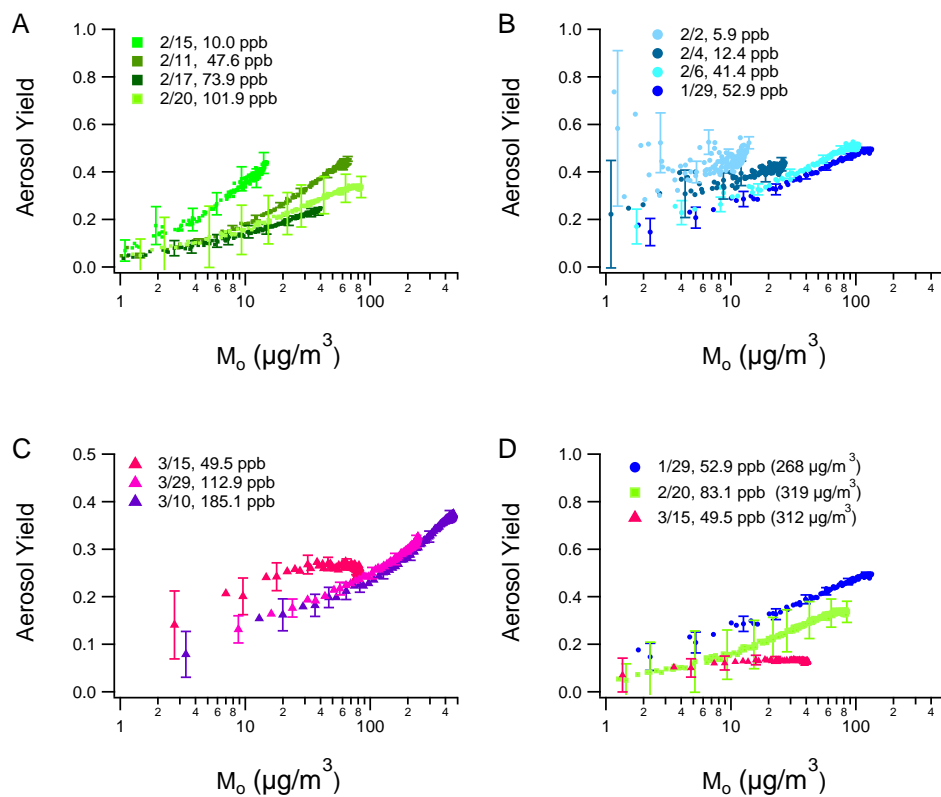 A
2/15, 10.0 ppb
2/11, 47.6 ppb
2/17, 73.9 ppb
2/20, 101.9 ppb
Aerosol Yield
1.0
0.8
0.6
0.4
0.2
0.0
1 2 4 6 8 10 2 4 6 8 100 2 4
Mo (µg/m3)
B
2/2, 5.9 ppb
2/4, 12.4 ppb
2/6, 41.4 ppb
1/29, 52.9 ppb
Aerosol Yield
1.0
0.8
0.6
0.4
0.2
0.0
1 2 4 6 8 10 2 4 6 8 100 2 4
Mo (µg/m3)
C
3/15, 49.5 ppb
3/29, 112.9 ppb
3/10, 185.1 ppb
Aerosol Yield
0.5
0.4
0.3
0.2
0.1
0.0
1 2 4 6 8 10 2 4 6 8 100 2 4
Mo (µg/m3)
D
1/29, 52.9 ppb (268 µg/m3)
2/20, 83.1 ppb (319 µg/m3)
3/15, 49.5 ppb (312 µg/m3)
Aerosol Yield
1.0
0.8
0.6
0.4
0.2
0.0
1 2 4 6 8 10 2 4 6 8 100 2 4
Mo (µg/m3)